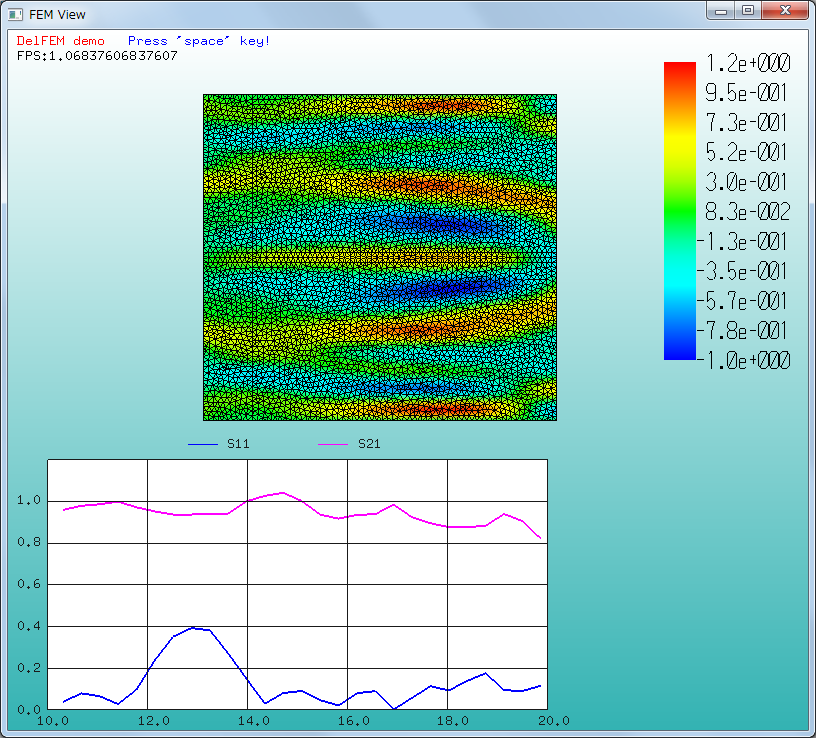 FEM View
DelFEM demo Press "space" key!
FPS:1.06837606837607
1.2e+000
9.5e-001
7.3e-001
5.2e-001
3.0e-001
8.3e-002
-1.3e-001
-3.5e-001
-5.7e-001
-7.8e-001
-1.0e+000
S11 S21
1.0
0.8
0.6
0.4
0.2
0.0
10.0 12.0 14.0 16.0 18.0 20.0